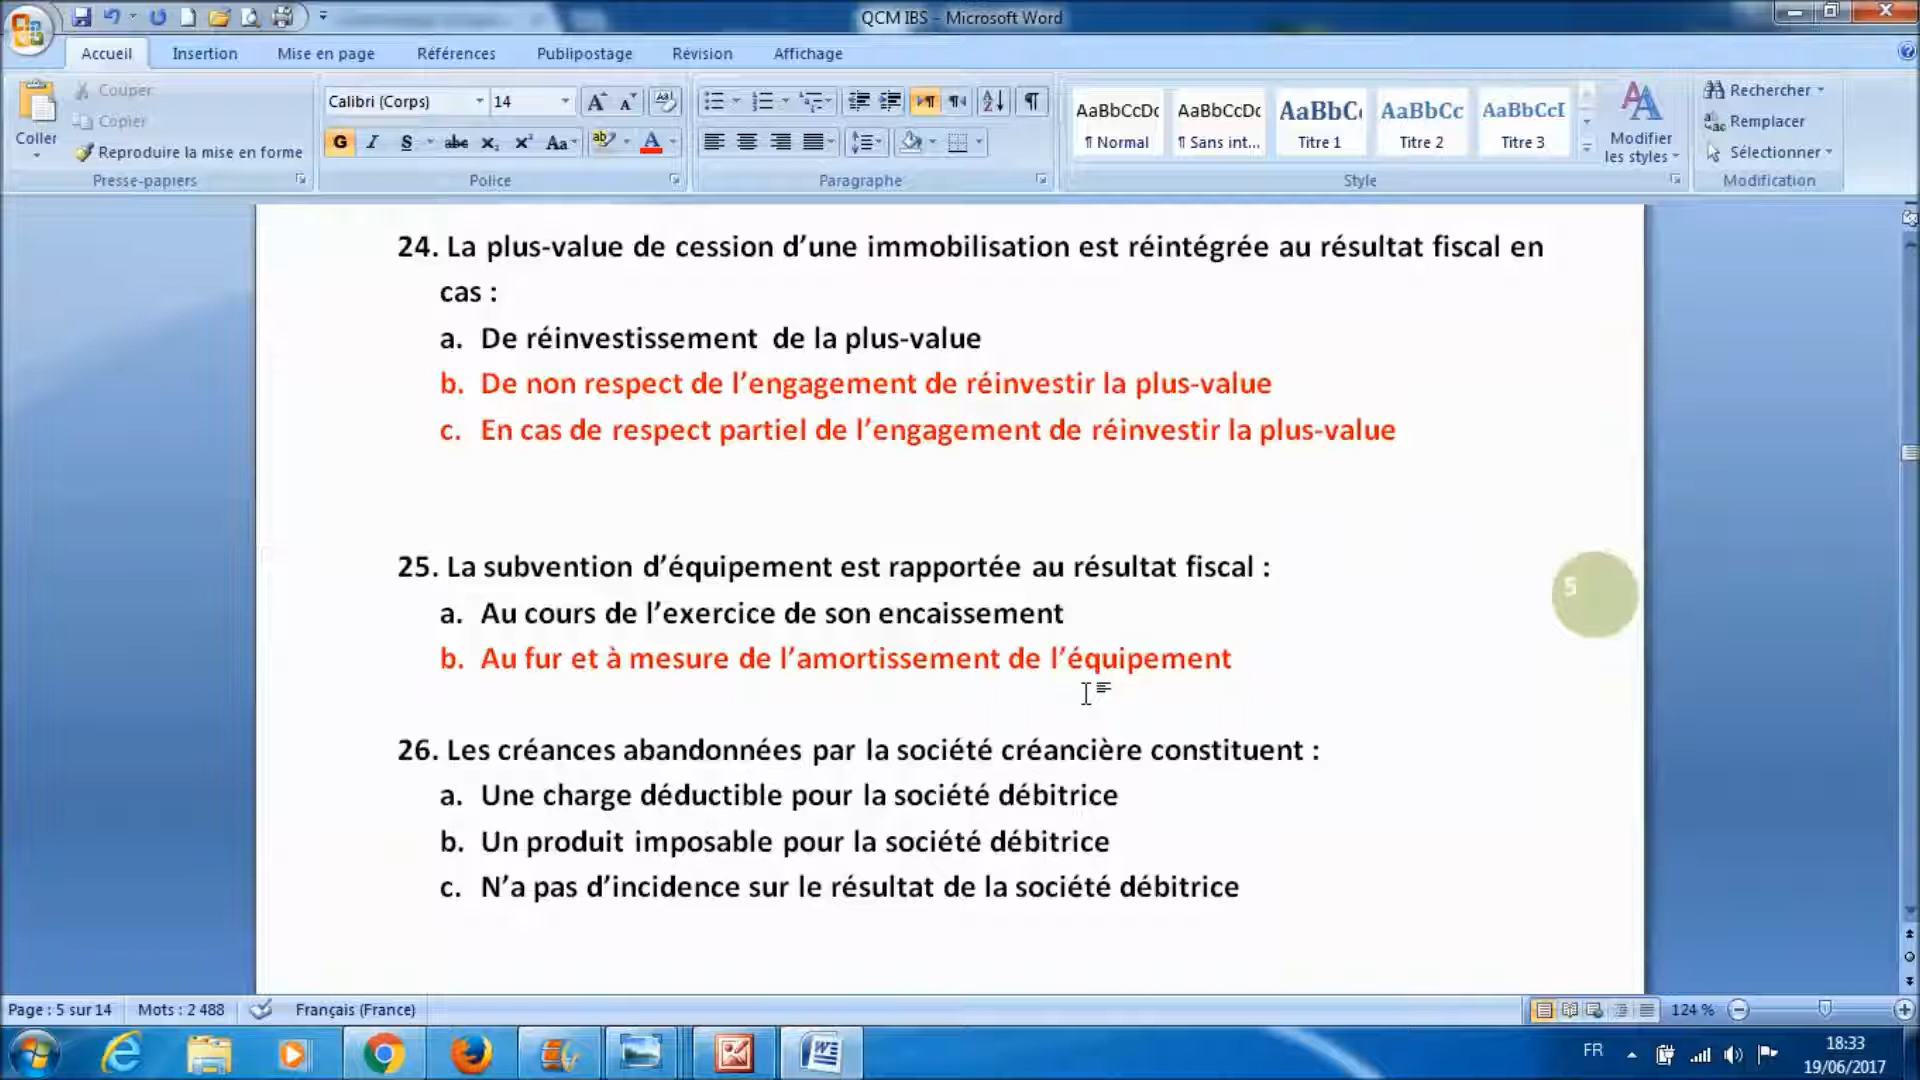 QCM IBS - Microsoft Word
Accueil Insertion Mise en page Références Publipostage Révision Affichage
Coller
Couper
Copier
Reproduire la mise en forme
Presse-papiers
Calibri (Corps) 14
G I S abc x₂ x² Aa
Police
Paragraphe
AaBbCcDc AaBbCcDc AaBbC AaBbCc AaBbCcI
¶ Normal ¶ Sans int... Titre 1 Titre 2 Titre 3
Modifier
les styles
Style
Rechercher
Remplacer
Sélectionner
Modification
24. La plus-value de cession d’une immobilisation est réintégrée au résultat fiscal en
cas :
a. De réinvestissement de la plus-value
b. De non respect de l’engagement de réinvestir la plus-value
c. En cas de respect partiel de l’engagement de réinvestir la plus-value
25. La subvention d’équipement est rapportée au résultat fiscal :
a. Au cours de l’exercice de son encaissement
b. Au fur et à mesure de l’amortissement de l’équipement
5
26. Les créances abandonnées par la société créancière constituent :
a. Une charge déductible pour la société débitrice
b. Un produit imposable pour la société débitrice
c. N’a pas d’incidence sur le résultat de la société débitrice
Page : 5 sur 14 Mots : 2 488 Français (France) 124 %
FR 18:33
19/06/2017